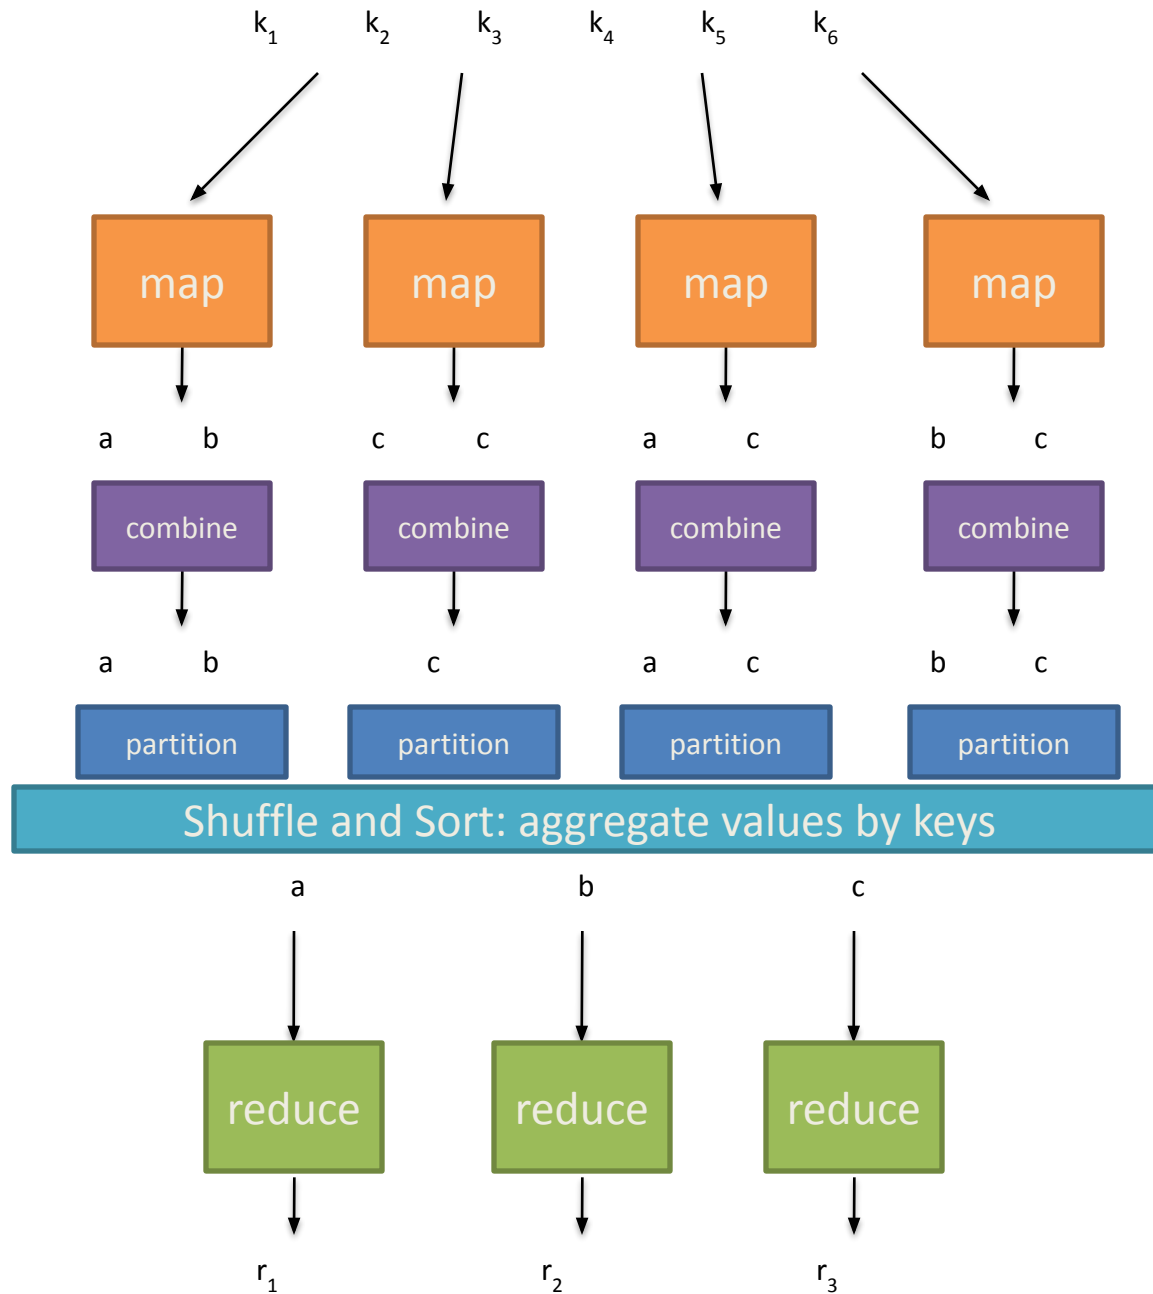 k₁ k₂ k₃ k₄ k₅ k₆
map map map map
a b c c a c b c
combine combine combine combine
a b c a c b c
partition partition partition partition
Shuffle and Sort: aggregate values by keys
a b c
reduce reduce reduce
r₁ r₂ r₃